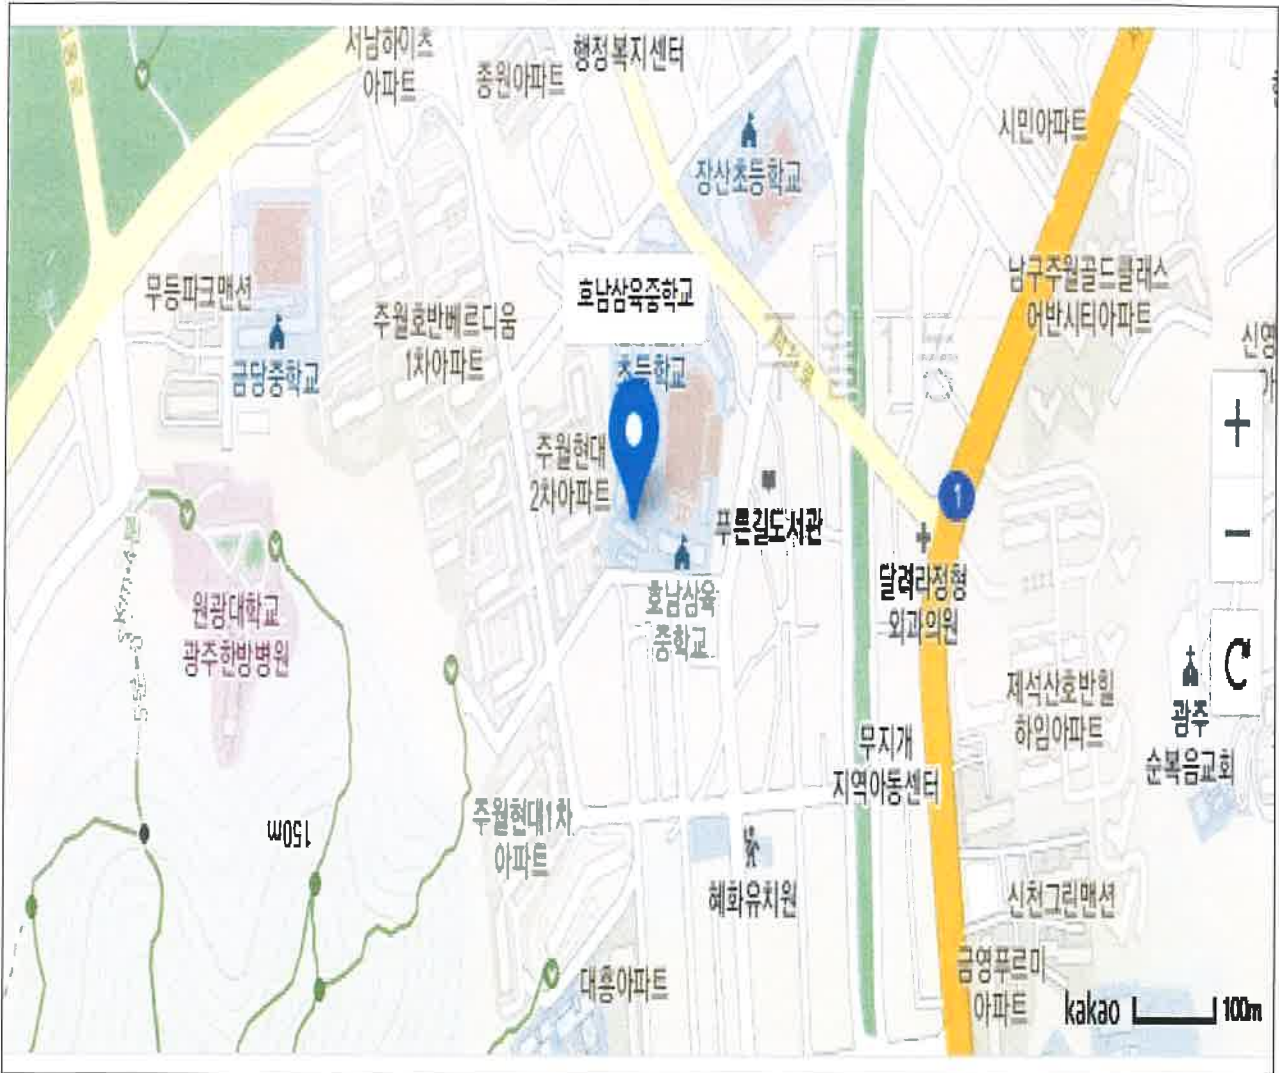 서남하이츠
아파트
종원아파트
행정복지센터
시민아파트
장산초등학교
무등파크맨션
호남삼육중학교
남구주월골드클래스
어반시티아파트
주월호반베르디움
1차아파트
금당중학교
초등학교
신영
주월현대
2차아파트
+
1
푸른길도서관
−
달려라정형
외과의원
원광대학교
광주한방병원
호남삼육
중학교
제석산호반힐
하임아파트
광주
순복음교회
무지개
지역아동센터
150m
주월현대1차
아파트
혜화유치원
신천그린맨션
금영푸르미
아파트
대흥아파트
kakao
100m